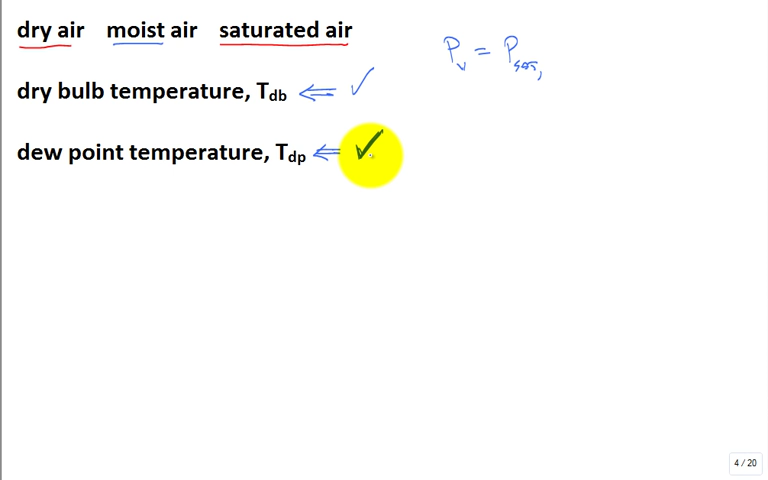 dry air moist air saturated air
Pv = Psat,
dry bulb temperature, Tdb ⇐ ✓
dew point temperature, Tdp ⇐ ✓
4 / 20